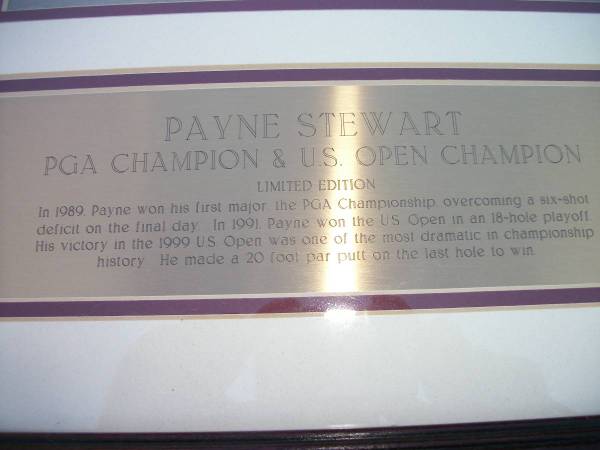 PAYNE STEWART
PGA CHAMPION & U.S. OPEN CHAMPION
LIMITED EDITION
In 1989, Payne won his first major, the PGA Championship, overcoming a six-shot
deficit on the final day. In 1991, Payne won the US Open in an 18-hole playoff.
His victory in the 1999 U.S. Open was one of the most dramatic in championship
history. He made a 20 foot par putt on the last hole to win.